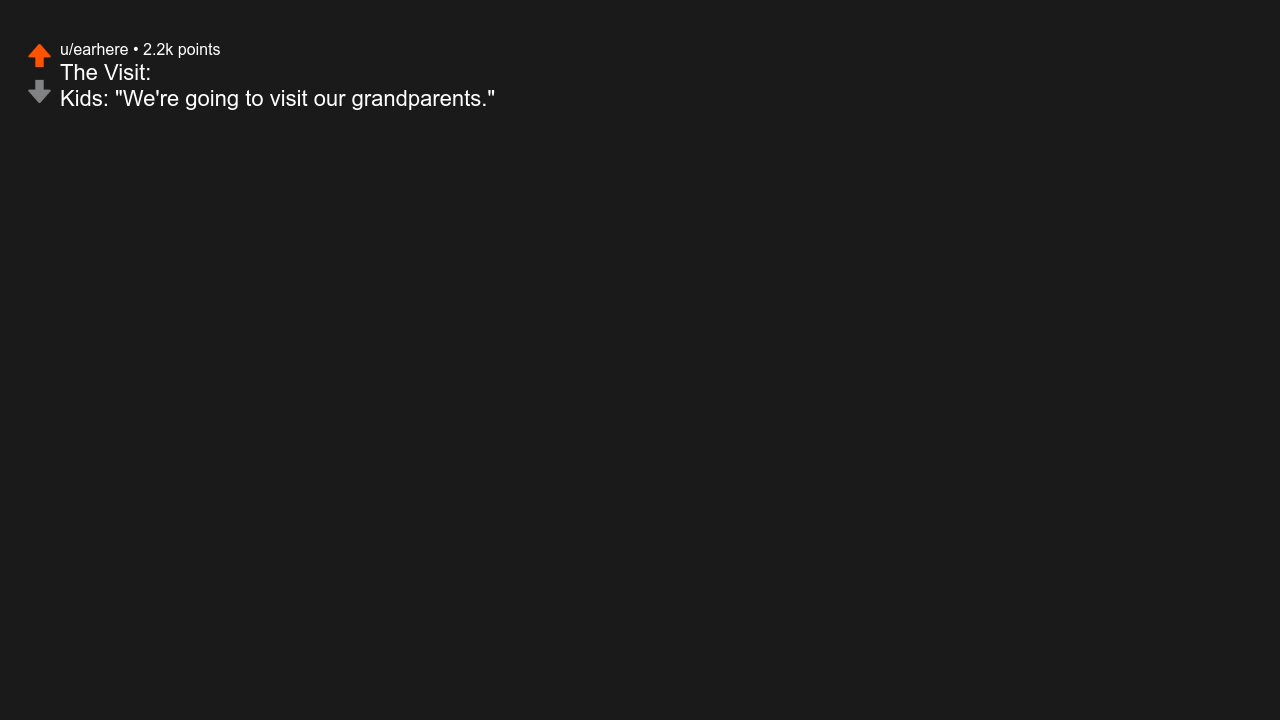 u/earhere • 2.2k points
The Visit:
Kids: "We're going to visit our grandparents."